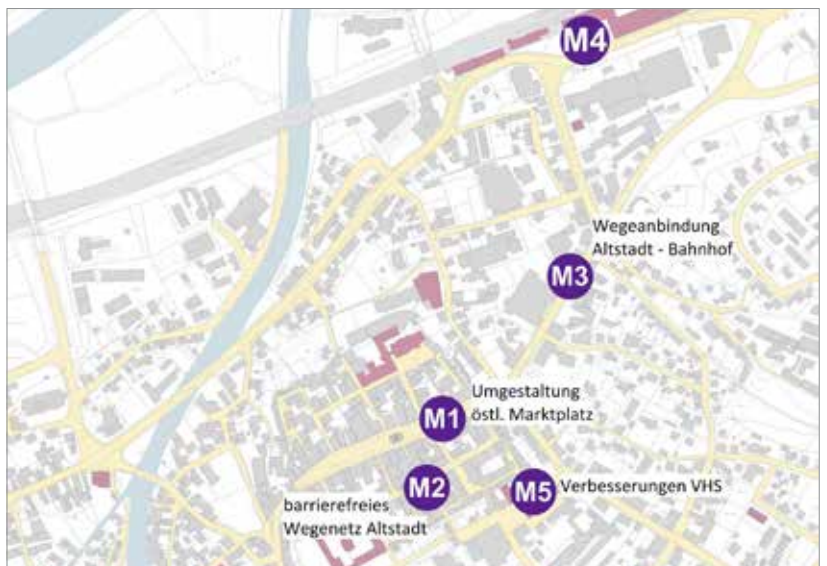 M4
Wegeanbindung
Altstadt - Bahnhof
M3
Umgestaltung
östl. Marktplatz
M1
M2
barrierefreies
Wegenetz Altstadt
M5
Verbesserungen VHS